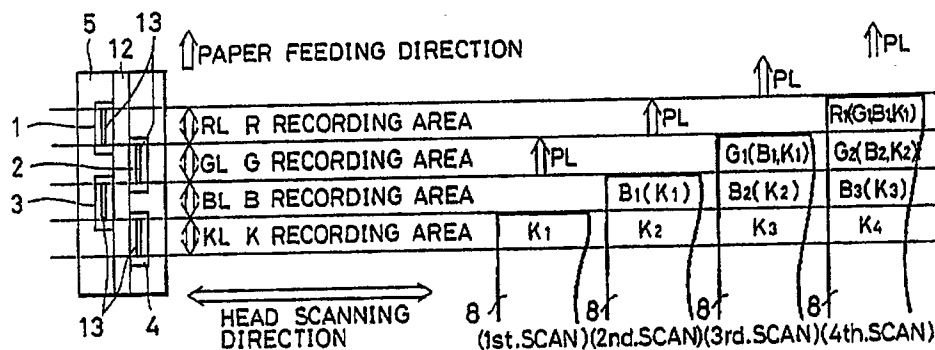 5 12 13
PAPER FEEDING DIRECTION
PL
PL
PL
PL
1 RL R RECORDING AREA R1(G1B1,K1)
2 GL G RECORDING AREA G1(B1,K1) G2(B2,K2)
3 BL B RECORDING AREA B1(K1) B2(K2) B3(K3)
KL K RECORDING AREA K1 K2 K3 K4
13 4
HEAD SCANNING
DIRECTION
8 8 8 8
(1st.SCAN)(2nd.SCAN)(3rd.SCAN)(4th.SCAN)